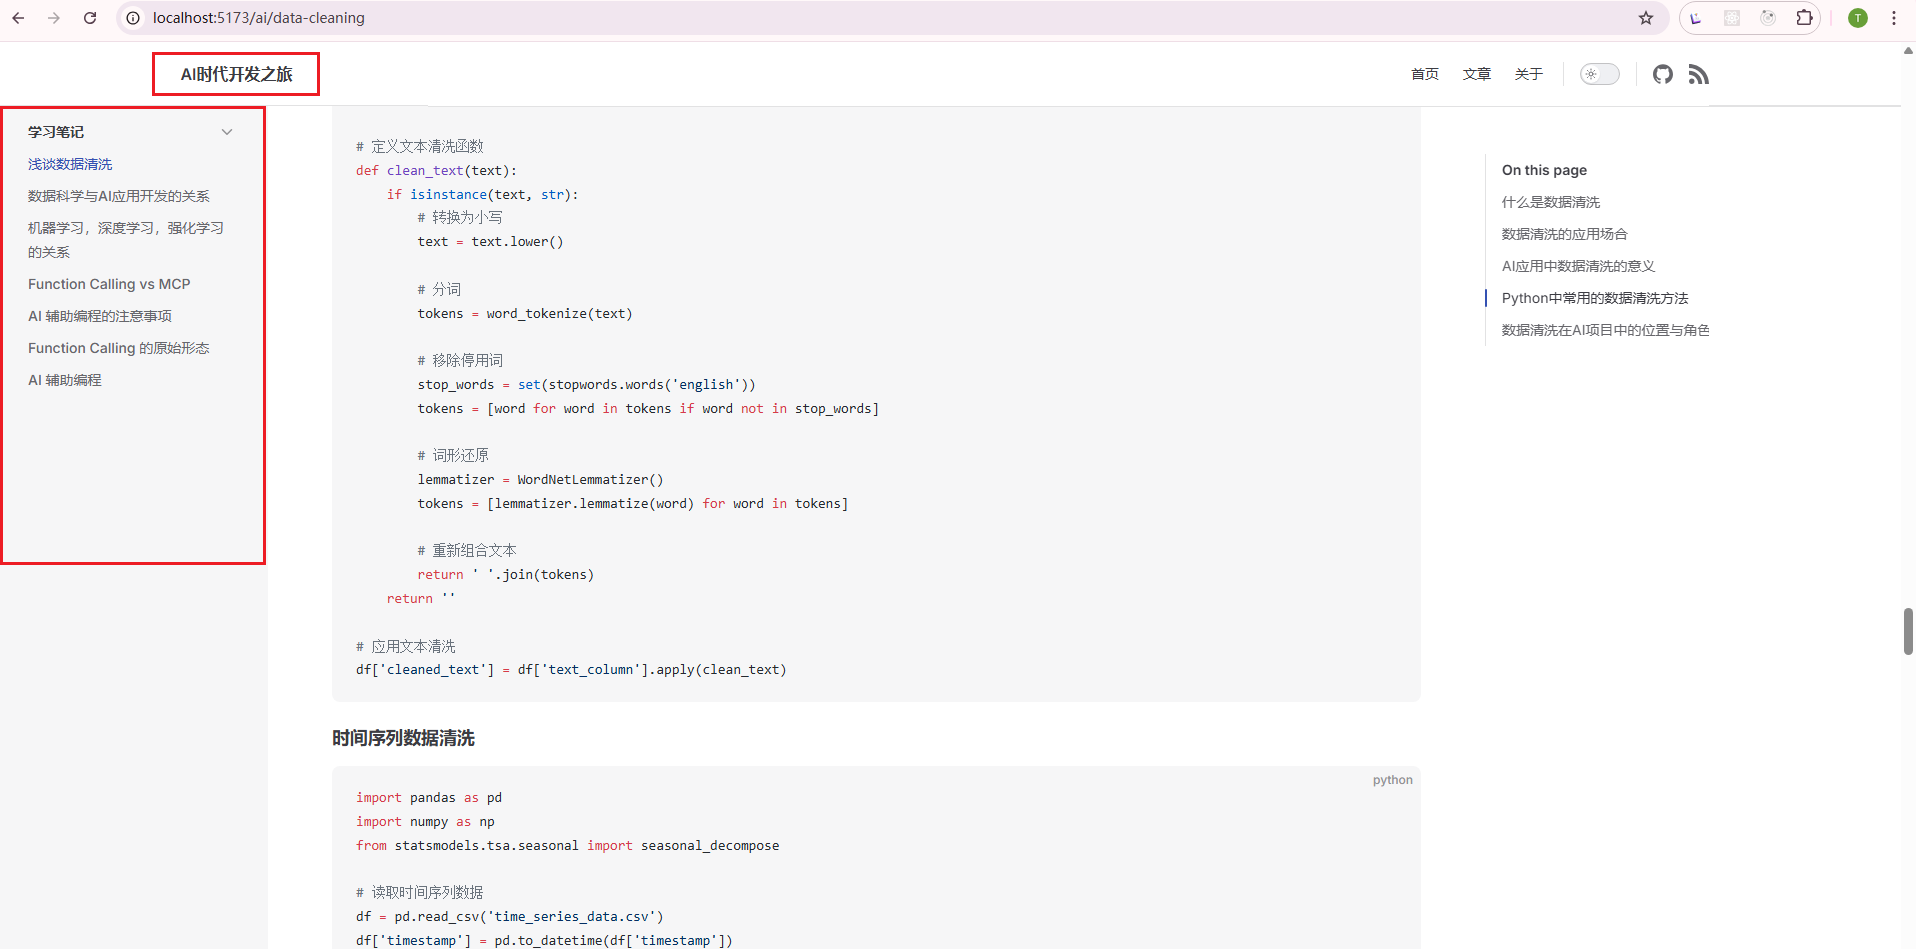 localhost:5173/ai/data-cleaning
T
AI时代开发之旅
首页
文章
关于
学习笔记
浅谈数据清洗
数据科学与AI应用开发的关系
机器学习，深度学习，强化学习
的关系
Function Calling vs MCP
AI 辅助编程的注意事项
Function Calling 的原始形态
AI 辅助编程
# 定义文本清洗函数
def clean_text(text):
    if isinstance(text, str):
        # 转换为小写
        text = text.lower()
        # 分词
        tokens = word_tokenize(text)
        # 移除停用词
        stop_words = set(stopwords.words('english'))
        tokens = [word for word in tokens if word not in stop_words]
        # 词形还原
        lemmatizer = WordNetLemmatizer()
        tokens = [lemmatizer.lemmatize(word) for word in tokens]
        # 重新组合文本
        return ' '.join(tokens)
    return ''
# 应用文本清洗
df['cleaned_text'] = df['text_column'].apply(clean_text)
时间序列数据清洗
python
import pandas as pd
import numpy as np
from statsmodels.tsa.seasonal import seasonal_decompose
# 读取时间序列数据
df = pd.read_csv('time_series_data.csv')
df['timestamp'] = pd.to_datetime(df['timestamp'])
On this page
什么是数据清洗
数据清洗的应用场合
AI应用中数据清洗的意义
Python中常用的数据清洗方法
数据清洗在AI项目中的位置与角色